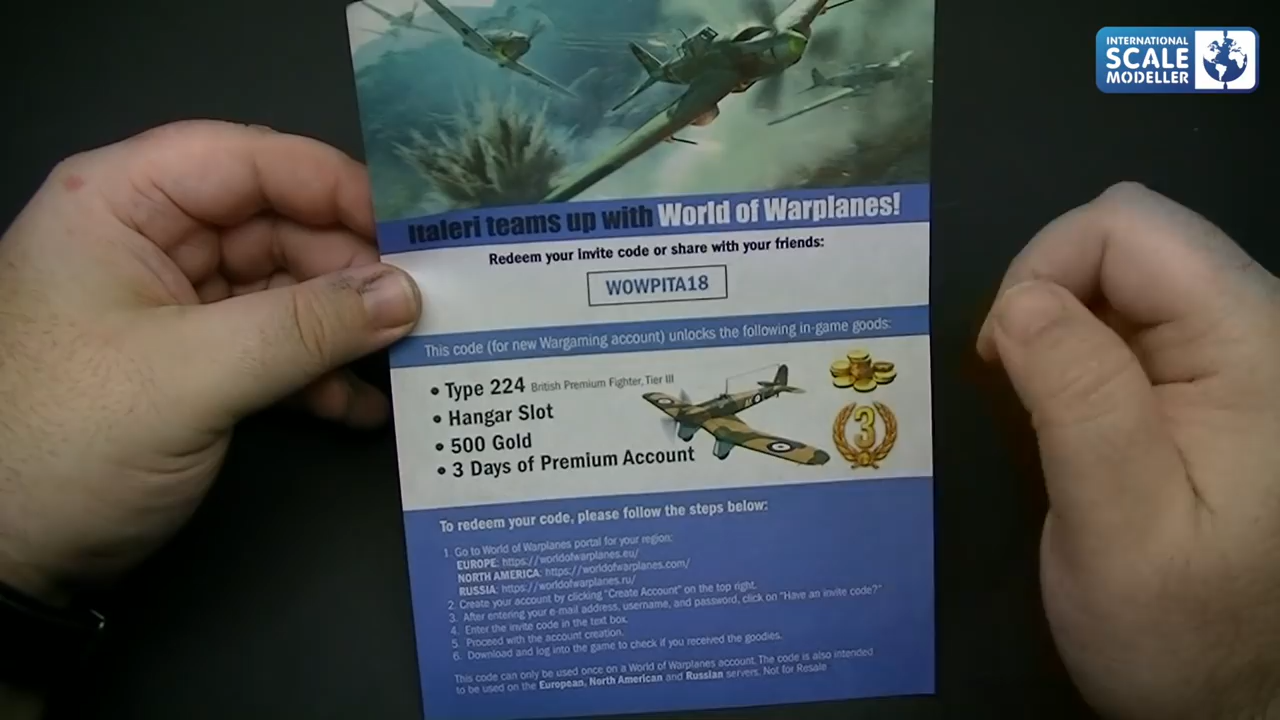 INTERNATIONAL
SCALE
MODELLER
Italeri teams up with World of Warplanes!
Redeem your invite code or share with your friends:
WOWPITA18
This code (for new Wargaming account) unlocks the following in-game goods:
• Type 224 British Premium Fighter, Tier III
• Hangar Slot
• 500 Gold
• 3 Days of Premium Account
3
To redeem your code, please follow the steps below:
1. Go to World of Warplanes portal for your region:
EUROPE: https://worldofwarplanes.eu/
NORTH AMERICA: https://worldofwarplanes.com/
RUSSIA: https://worldofwarplanes.ru/
2. Create your account by clicking "Create Account" on the top right.
3. After entering your e-mail address, username, and password, click on "Have an invite code?"
4. Enter the invite code in the text box.
5. Proceed with the account creation.
6. Download and log into the game to check if you received the goodies.
This code can only be used once on a World of Warplanes account. The code is also intended
to be used on the European, North American and Russian servers. Not for Resale